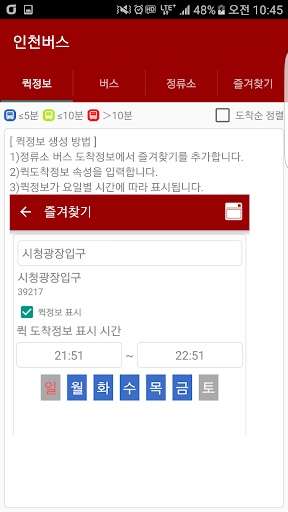 48% 오전 10:45
인천버스
퀵정보 버스 정류소 즐겨찾기
≤5분 ≤10분 >10분 도착순 정렬
[ 퀵정보 생성 방법 ]
1)정류소 버스 도착정보에서 즐겨찾기를 추가합니다.
2)퀵도착정보 속성을 입력합니다.
3)퀵정보가 요일별 시간에 따라 표시됩니다.
← 즐겨찾기
시청광장입구
시청광장입구
39217
퀵정보 표시
퀵 도착정보 표시 시간
21:51 ~ 22:51
일 월 화 수 목 금 토